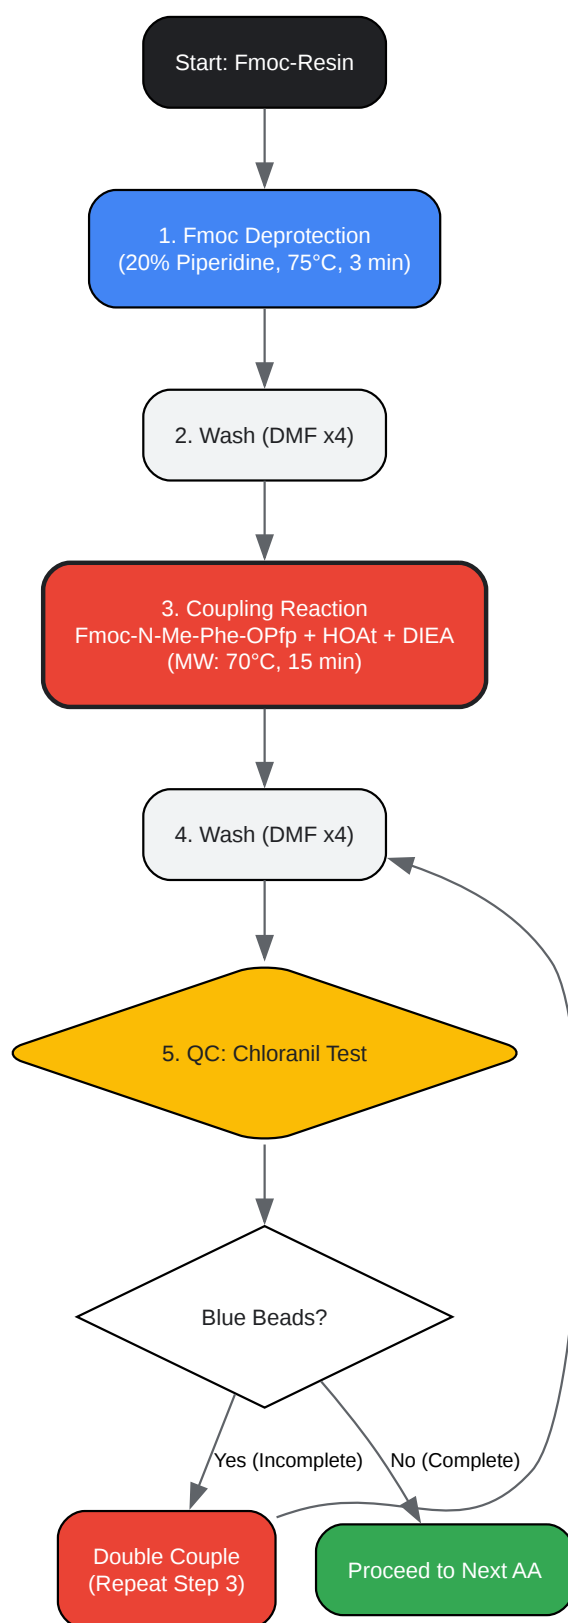 Start: Fmoc-Resin
1. Fmoc Deprotection
(20% Piperidine, 75°C, 3 min)
2. Wash (DMF x4)
3. Coupling Reaction
Fmoc-N-Me-Phe-OPfp + HOAt + DIEA
(MW: 70°C, 15 min)
4. Wash (DMF x4)
5. QC: Chloranil Test
Blue Beads?
Yes (Incomplete)
No (Complete)
Double Couple
(Repeat Step 3)
Proceed to Next AA